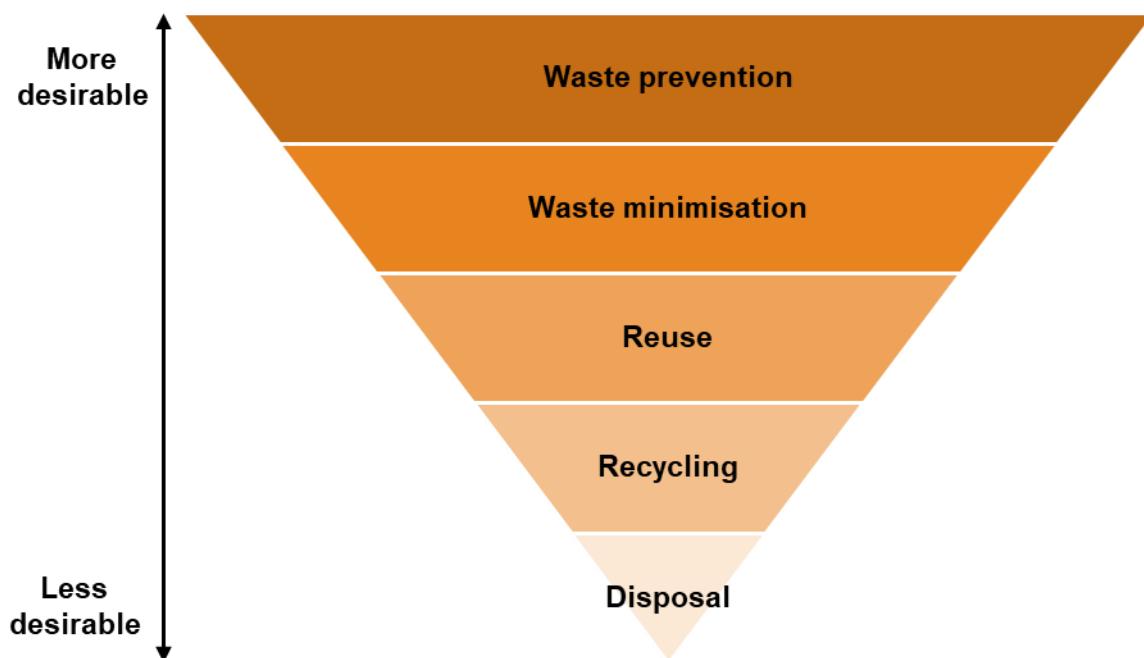 More
desirable
Waste prevention
Waste minimisation
Reuse
Recycling
Less
desirable
Disposal